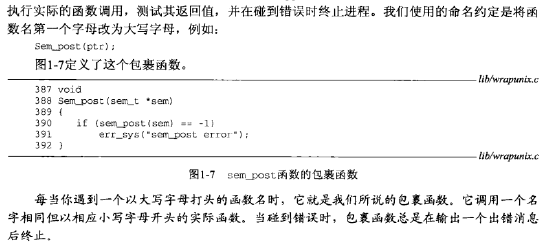 执行实际的函数调用，测试其返回值，并在碰到错误时终止进程。我们使用的命名约定是将函
数名第一个字母改为大写字母，例如：
Sem_post(ptr);
图1-7定义了这个包裹函数。
lib/wrapunix.c
387 void
388 Sem_post(sem_t *sem)
389 {
390     if (sem_post(sem) == -1)
391         err_sys("sem_post error");
392 }
lib/wrapunix.c
图1-7 sem_post函数的包裹函数
每当你遇到一个以大写字母打头的函数名时，它就是我们所说的包裹函数。它调用一个名
字相同但以相应小写字母开头的实际函数。当碰到错误时，包裹函数总是在输出一个出错消息
后终止。